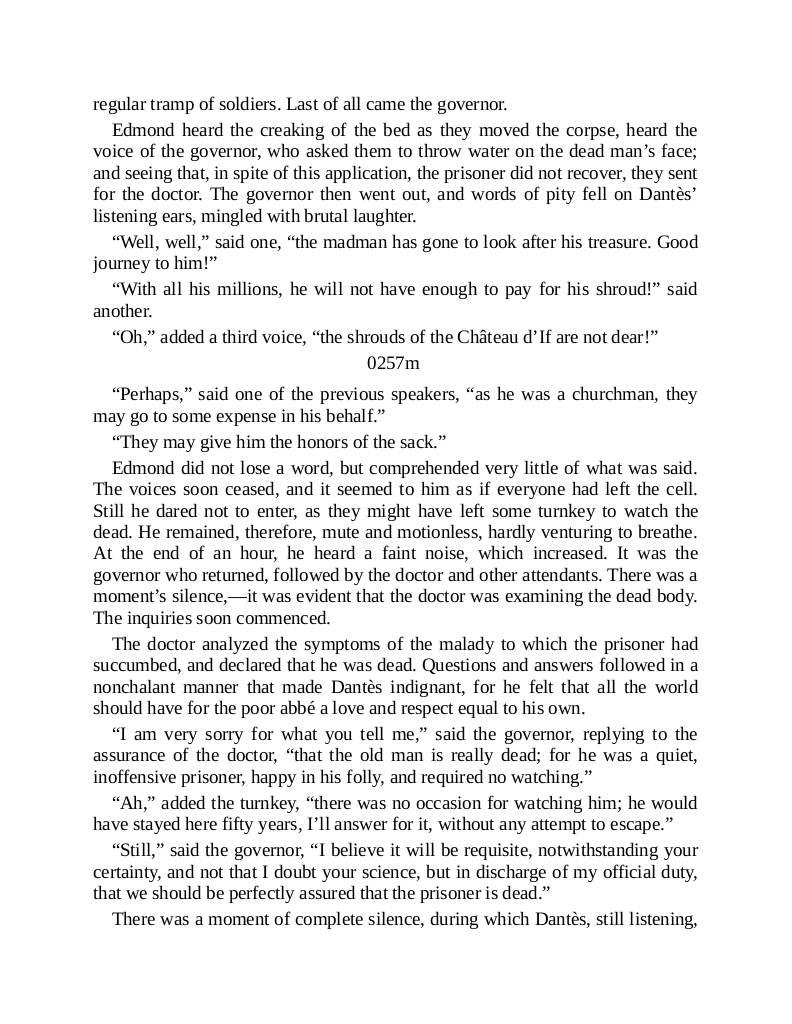 regular tramp of soldiers. Last of all came the governor.
Edmond heard the creaking of the bed as they moved the corpse, heard the
voice of the governor, who asked them to throw water on the dead man’s face;
and seeing that, in spite of this application, the prisoner did not recover, they sent
for the doctor. The governor then went out, and words of pity fell on Dantès’
listening ears, mingled with brutal laughter.
“Well, well,” said one, “the madman has gone to look after his treasure. Good
journey to him!”
“With all his millions, he will not have enough to pay for his shroud!” said
another.
“Oh,” added a third voice, “the shrouds of the Château d’If are not dear!”
0257m
“Perhaps,” said one of the previous speakers, “as he was a churchman, they
may go to some expense in his behalf.”
“They may give him the honors of the sack.”
Edmond did not lose a word, but comprehended very little of what was said.
The voices soon ceased, and it seemed to him as if everyone had left the cell.
Still he dared not to enter, as they might have left some turnkey to watch the
dead. He remained, therefore, mute and motionless, hardly venturing to breathe.
At the end of an hour, he heard a faint noise, which increased. It was the
governor who returned, followed by the doctor and other attendants. There was a
moment’s silence,—it was evident that the doctor was examining the dead body.
The inquiries soon commenced.
The doctor analyzed the symptoms of the malady to which the prisoner had
succumbed, and declared that he was dead. Questions and answers followed in a
nonchalant manner that made Dantès indignant, for he felt that all the world
should have for the poor abbé a love and respect equal to his own.
“I am very sorry for what you tell me,” said the governor, replying to the
assurance of the doctor, “that the old man is really dead; for he was a quiet,
inoffensive prisoner, happy in his folly, and required no watching.”
“Ah,” added the turnkey, “there was no occasion for watching him; he would
have stayed here fifty years, I’ll answer for it, without any attempt to escape.”
“Still,” said the governor, “I believe it will be requisite, notwithstanding your
certainty, and not that I doubt your science, but in discharge of my official duty,
that we should be perfectly assured that the prisoner is dead.”
There was a moment of complete silence, during which Dantès, still listening,